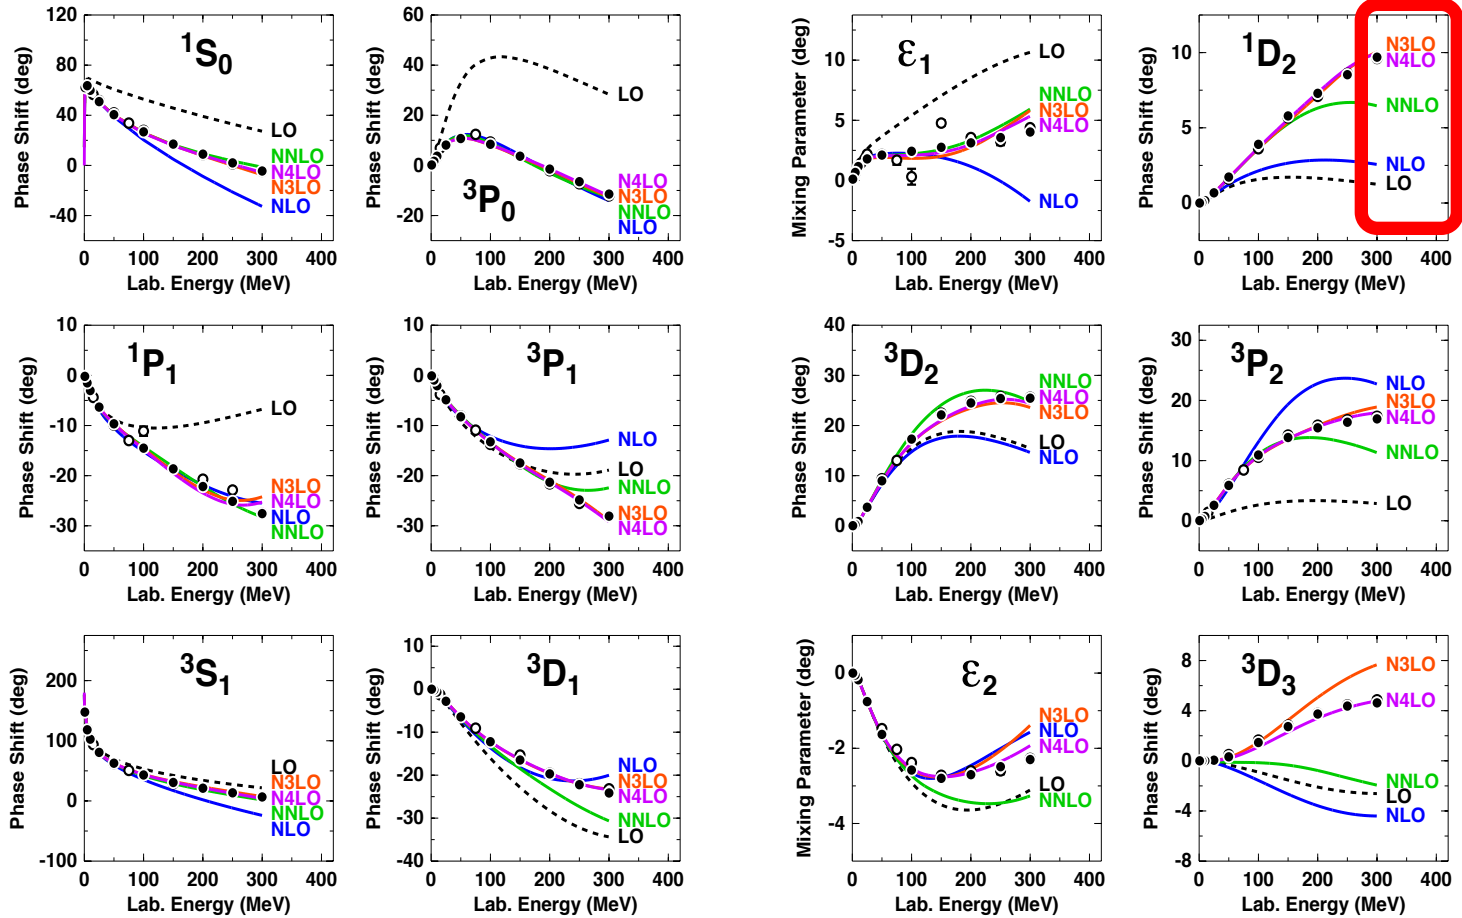 120
80
40
0
-40
Phase Shift (deg)
1S0
LO
NNLO
N4LO
N3LO
NLO
0 100 200 300 400
Lab. Energy (MeV)
60
40
20
0
20
Phase Shift (deg)
3P0
LO
N4LO
N3LO
NNLO
NLO
0 100 200 300 400
Lab. Energy (MeV)
10
5
0
-5
Mixing Parameter (deg)
ε1
LO
NNLO
N3LO
N4LO
NLO
0 100 200 300 400
Lab. Energy (MeV)
10
5
0
Phase Shift (deg)
1D2
N3LO
N4LO
NNLO
NLO
LO
0 100 200 300 400
Lab. Energy (MeV)
10
0
-10
-20
-30
Phase Shift (deg)
1P1
LO
N3LO
N4LO
NLO
NNLO
0 100 200 300 400
Lab. Energy (MeV)
10
0
-10
-20
-30
Phase Shift (deg)
3P1
NLO
LO
NNLO
N3LO
N4LO
0 100 200 300 400
Lab. Energy (MeV)
40
30
20
10
0
Phase Shift (deg)
3D2
NNLO
N4LO
N3LO
LO
NLO
0 100 200 300 400
Lab. Energy (MeV)
30
20
10
0
Phase Shift (deg)
3P2
NLO
N3LO
N4LO
NNLO
LO
0 100 200 300 400
Lab. Energy (MeV)
200
100
0
-100
Phase Shift (deg)
3S1
LO
N3LO
N4LO
NNLO
NLO
0 100 200 300 400
Lab. Energy (MeV)
10
0
-10
-20
-30
-40
Phase Shift (deg)
3D1
NLO
N3LO
N4LO
NNLO
LO
0 100 200 300 400
Lab. Energy (MeV)
0
-2
-4
Mixing Parameter (deg)
ε2
N3LO
NLO
N4LO
LO
NNLO
0 100 200 300 400
Lab. Energy (MeV)
8
4
0
-4
-8
Phase Shift (deg)
3D3
N3LO
N4LO
NNLO
LO
NLO
0 100 200 300 400
Lab. Energy (MeV)